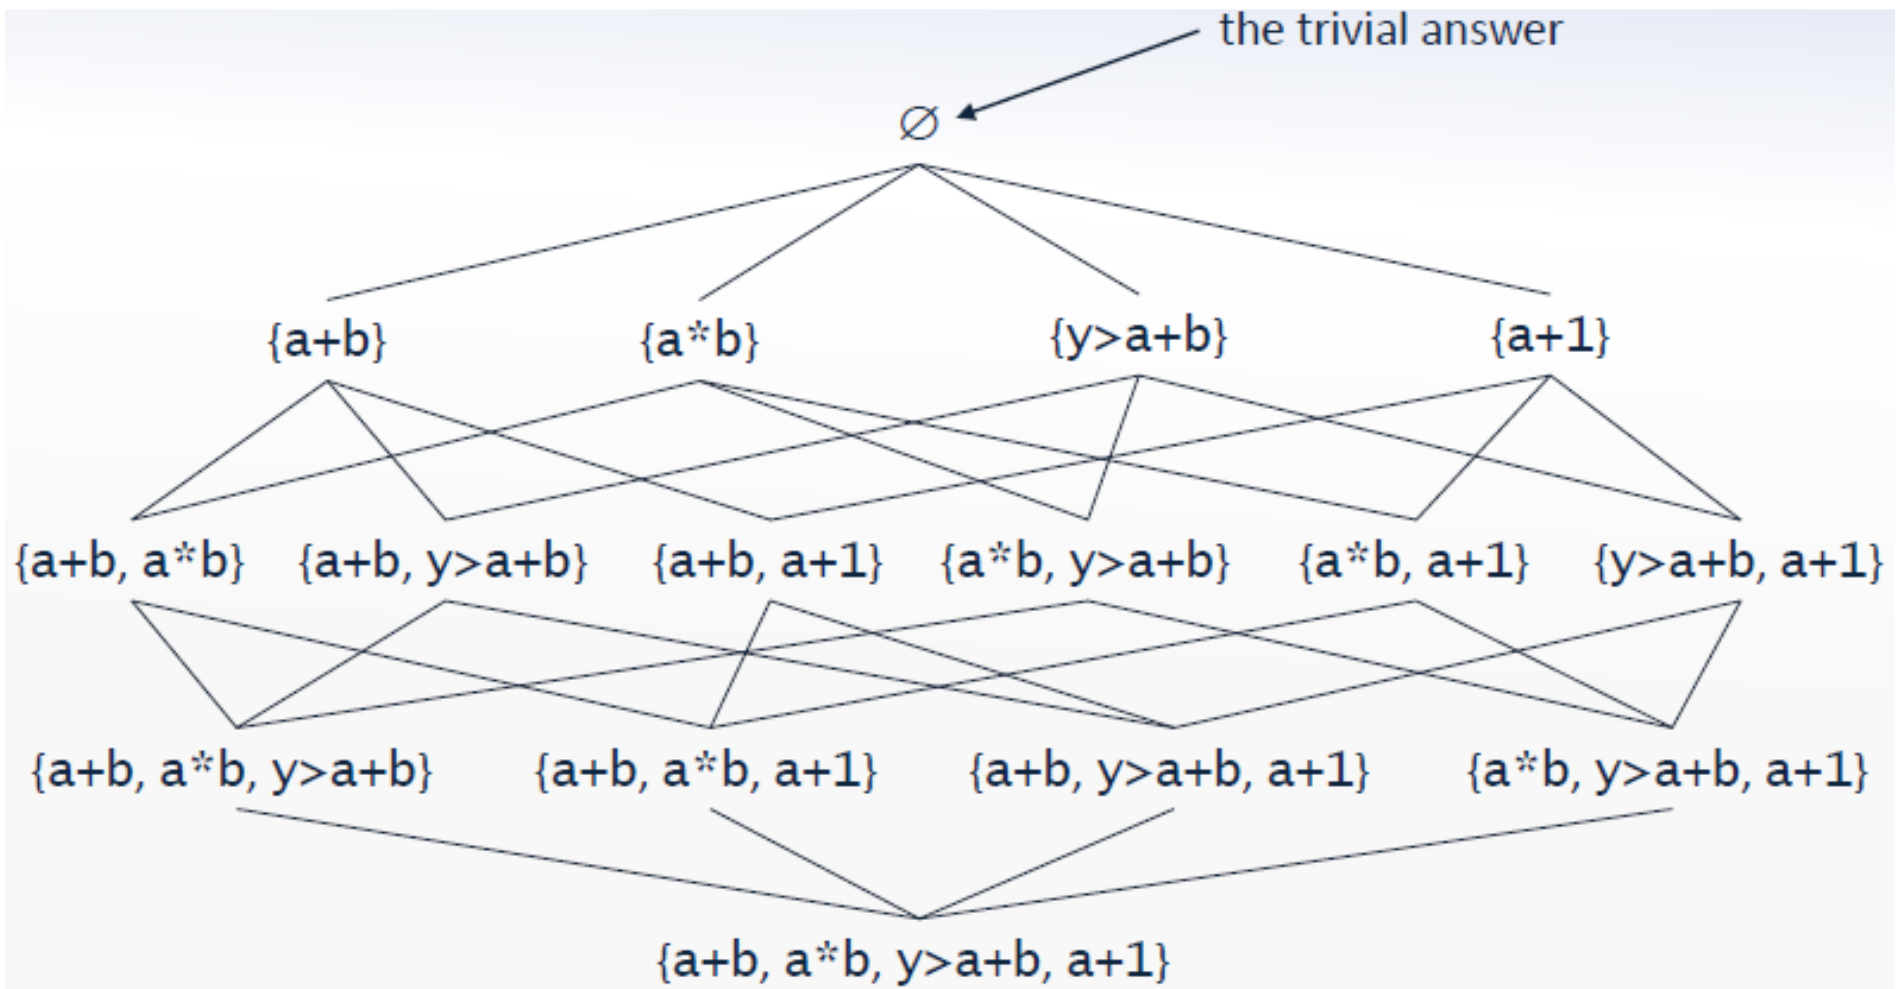 the trivial answer
∅
{a+b} {a*b} {y>a+b} {a+1}
{a+b, a*b} {a+b, y>a+b} {a+b, a+1} {a*b, y>a+b} {a*b, a+1} {y>a+b, a+1}
{a+b, a*b, y>a+b} {a+b, a*b, a+1} {a+b, y>a+b, a+1} {a*b, y>a+b, a+1}
{a+b, a*b, y>a+b, a+1}